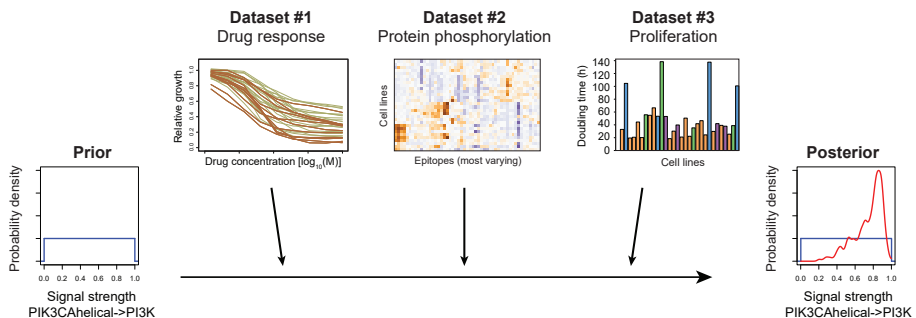 Dataset #1
Drug response
Dataset #2
Protein phosphorylation
Dataset #3
Proliferation
Relative growth
1.0
0.8
0.6
0.4
0.2
0.0
Drug concentration [log10(M)]
Cell lines
Epitopes (most varying)
Doubling time (h)
140
120
100
80
60
40
20
0
Cell lines
Prior
Probability density
0.0 0.2 0.4 0.6 0.8 1.0
Signal strength
PIK3CAhelical->PI3K
Posterior
Probability density
0.0 0.2 0.4 0.6 0.8 1.0
Signal strength
PIK3CAhelical->PI3K